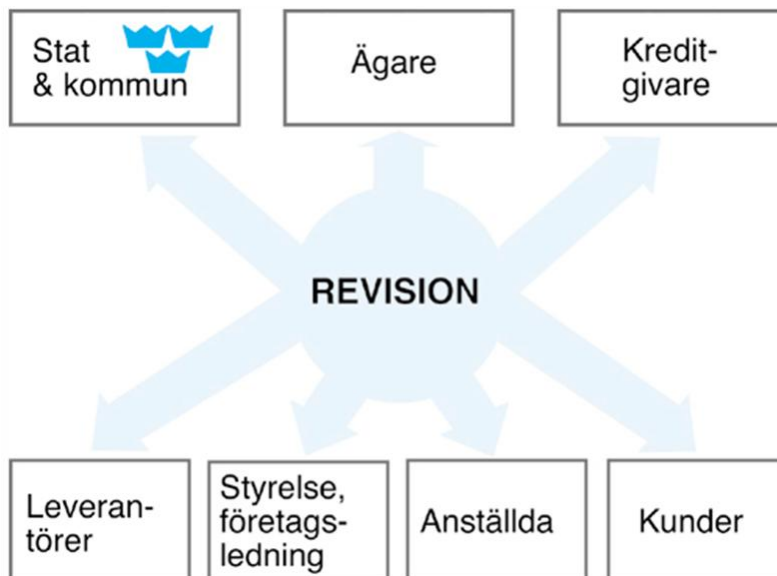 Stat
& kommun
Ägare
Kredit-
givare
REVISION
Leveran-
törer
Styrelse,
företags-
ledning
Anställda
Kunder